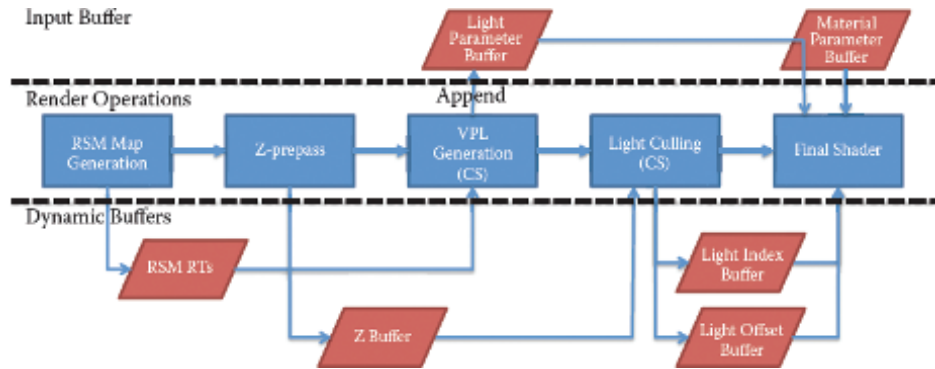 Input Buffer
Light
Parameter
Buffer
Material
Parameter
Buffer
Render Operations
Append
RSM Map
Generation
Z-prepass
VPL
Generation
(CS)
Light Culling
(CS)
Final Shader
Dynamic Buffers
RSM RTs
Light Index
Buffer
Z Buffer
Light Offset
Buffer